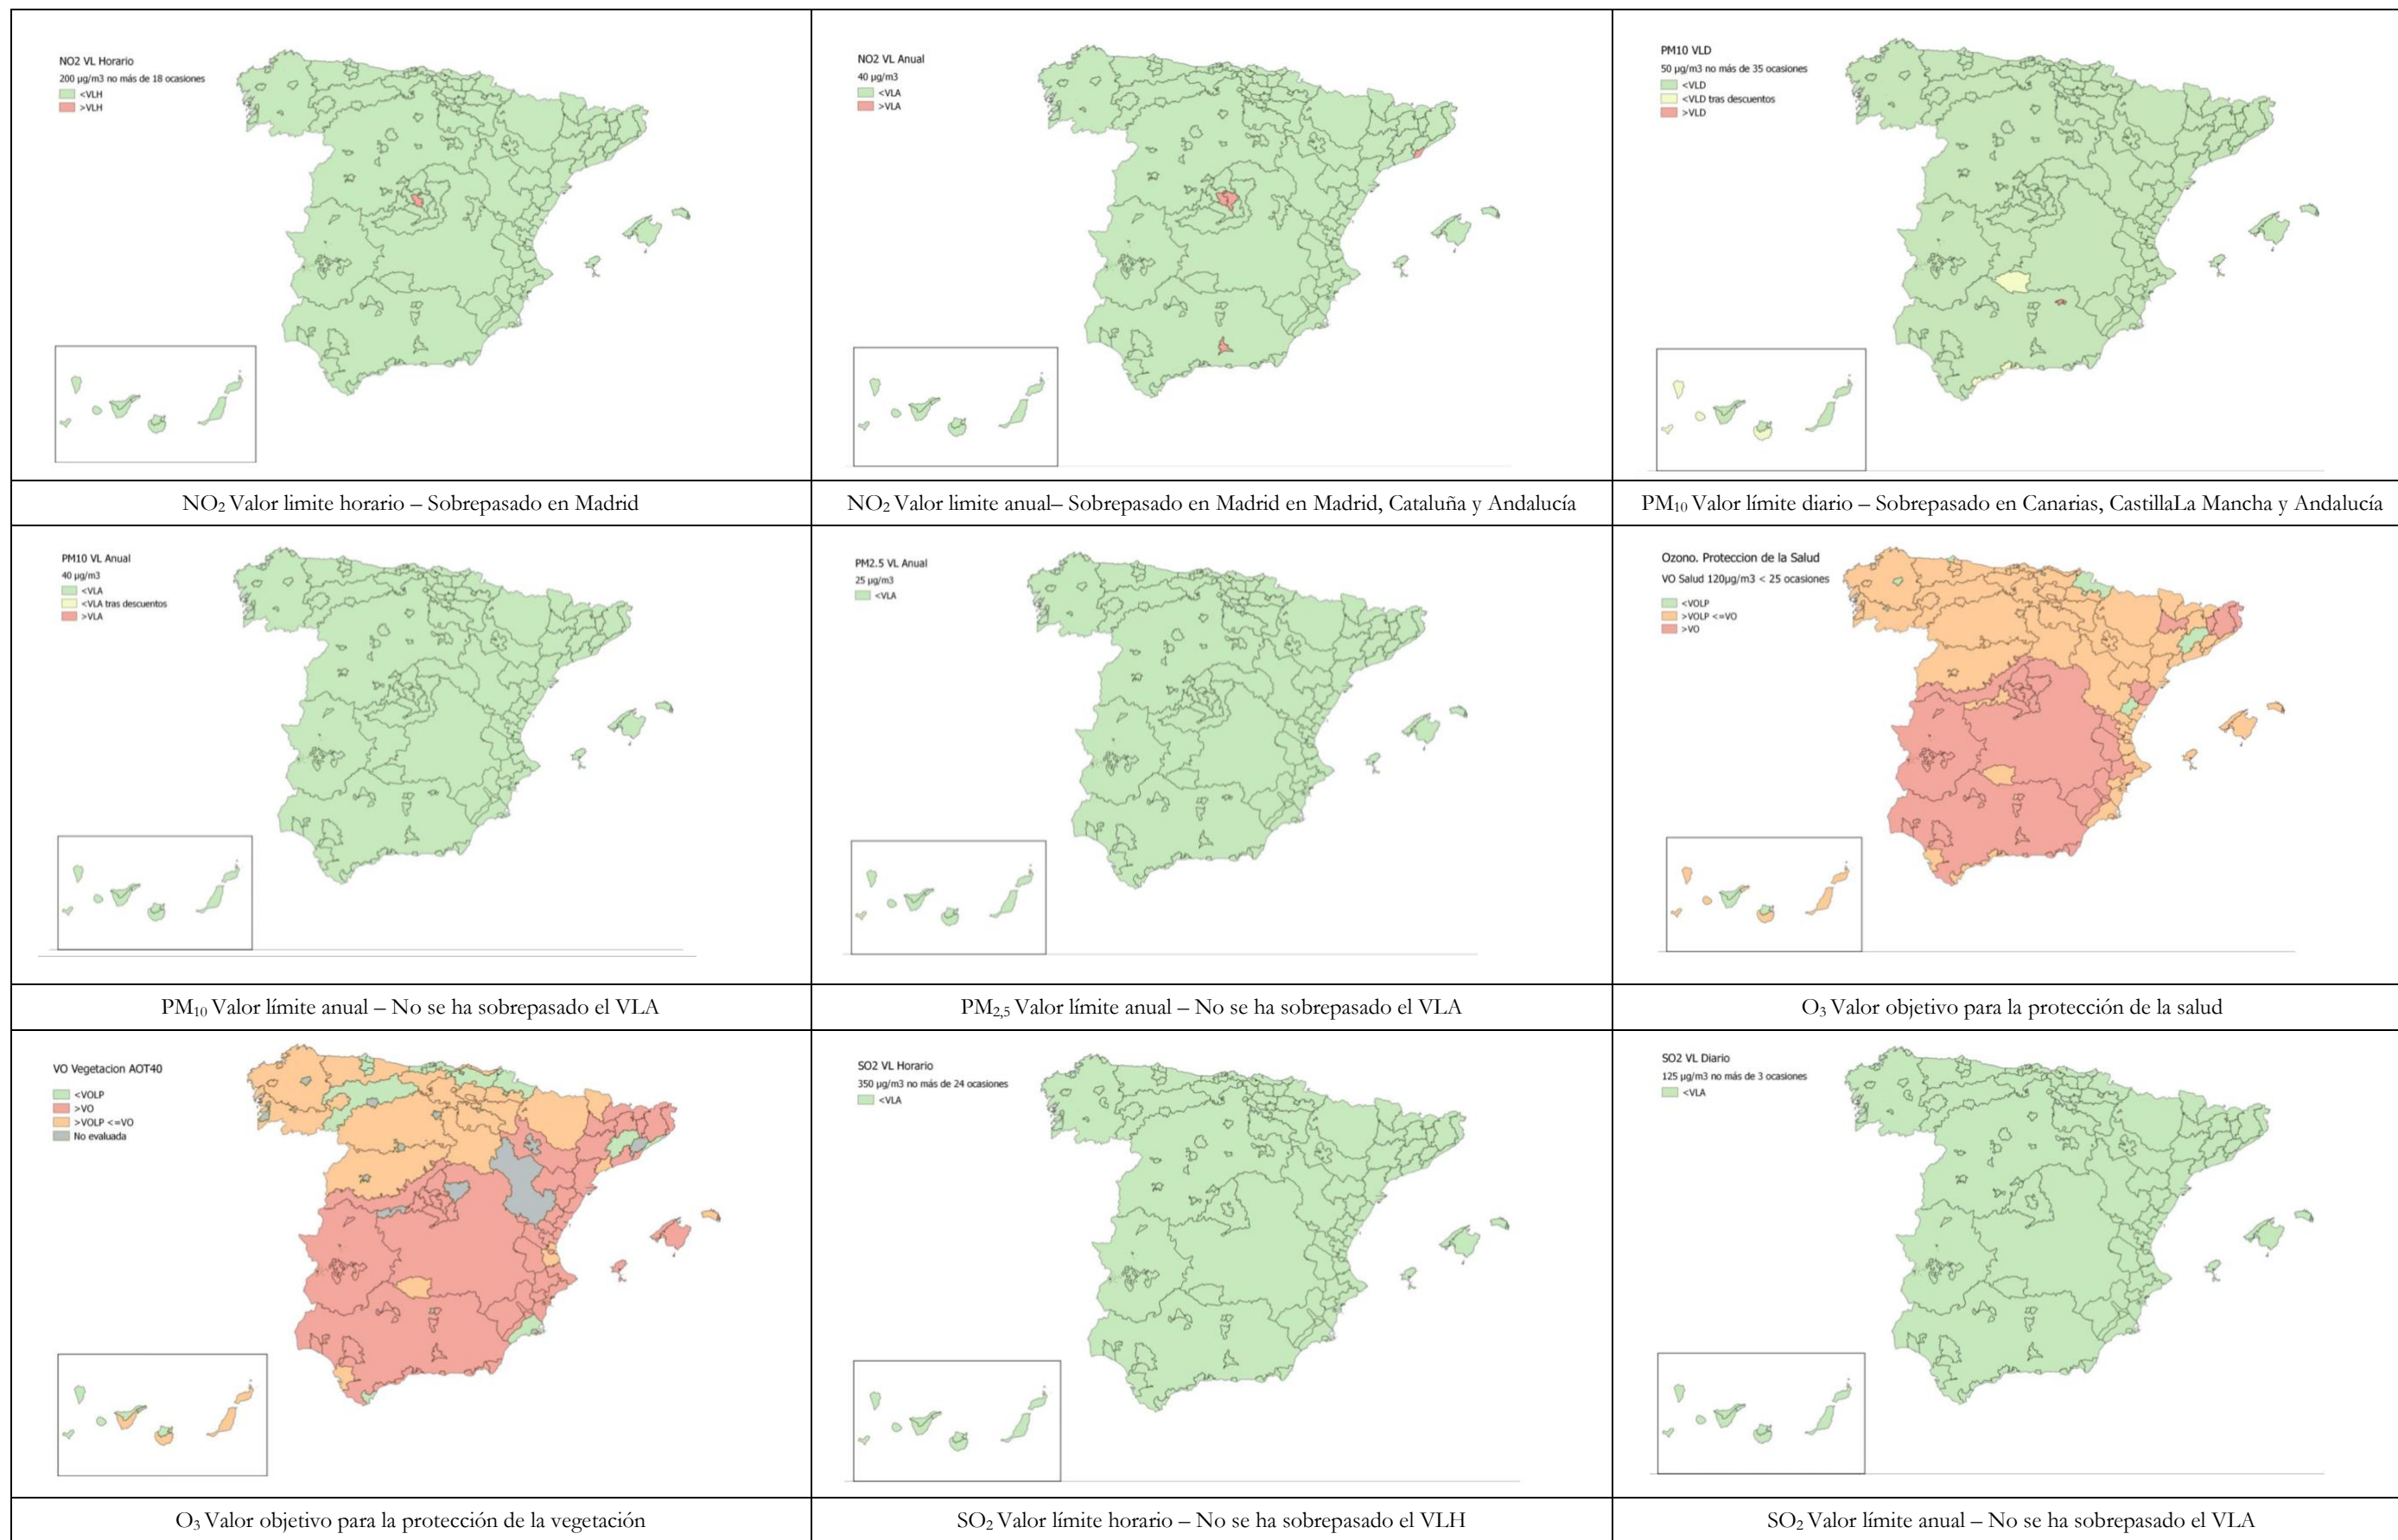 NO2 VL Horario
200 µg/m3 no más de 18 ocasiones
<VLH
>VLH
NO2 VL Anual
40 µg/m3
<VLA
>VLA
PM10 VLD
50 µg/m3 no más de 35 ocasiones
<VLD
<VLD tras descuentos
>VLD
NO₂ Valor limite horario – Sobrepasado en Madrid
NO₂ Valor limite anual– Sobrepasado en Madrid en Madrid, Cataluña y Andalucía
PM₁₀ Valor límite diario – Sobrepasado en Canarias, CastillaLa Mancha y Andalucía
PM10 VL Anual
40 µg/m3
<VLA
<VLA tras descuentos
>VLA
PM2.5 VL Anual
25 µg/m3
<VLA
Ozono. Proteccion de la Salud
VO Salud 120µg/m3 < 25 ocasiones
<VOLP
>VOLP <=VO
>VO
PM₁₀ Valor límite anual – No se ha sobrepasado el VLA
PM₂,₅ Valor límite anual – No se ha sobrepasado el VLA
O₃ Valor objetivo para la protección de la salud
VO Vegetacion AOT40
<VOLP
>VO
>VOLP <=VO
No evaluada
SO2 VL Horario
350 µg/m3 no más de 24 ocasiones
<VLA
SO2 VL Diario
125 µg/m3 no más de 3 ocasiones
<VLA
O₃ Valor objetivo para la protección de la vegetación
SO₂ Valor límite horario – No se ha sobrepasado el VLH
SO₂ Valor límite anual – No se ha sobrepasado el VLA